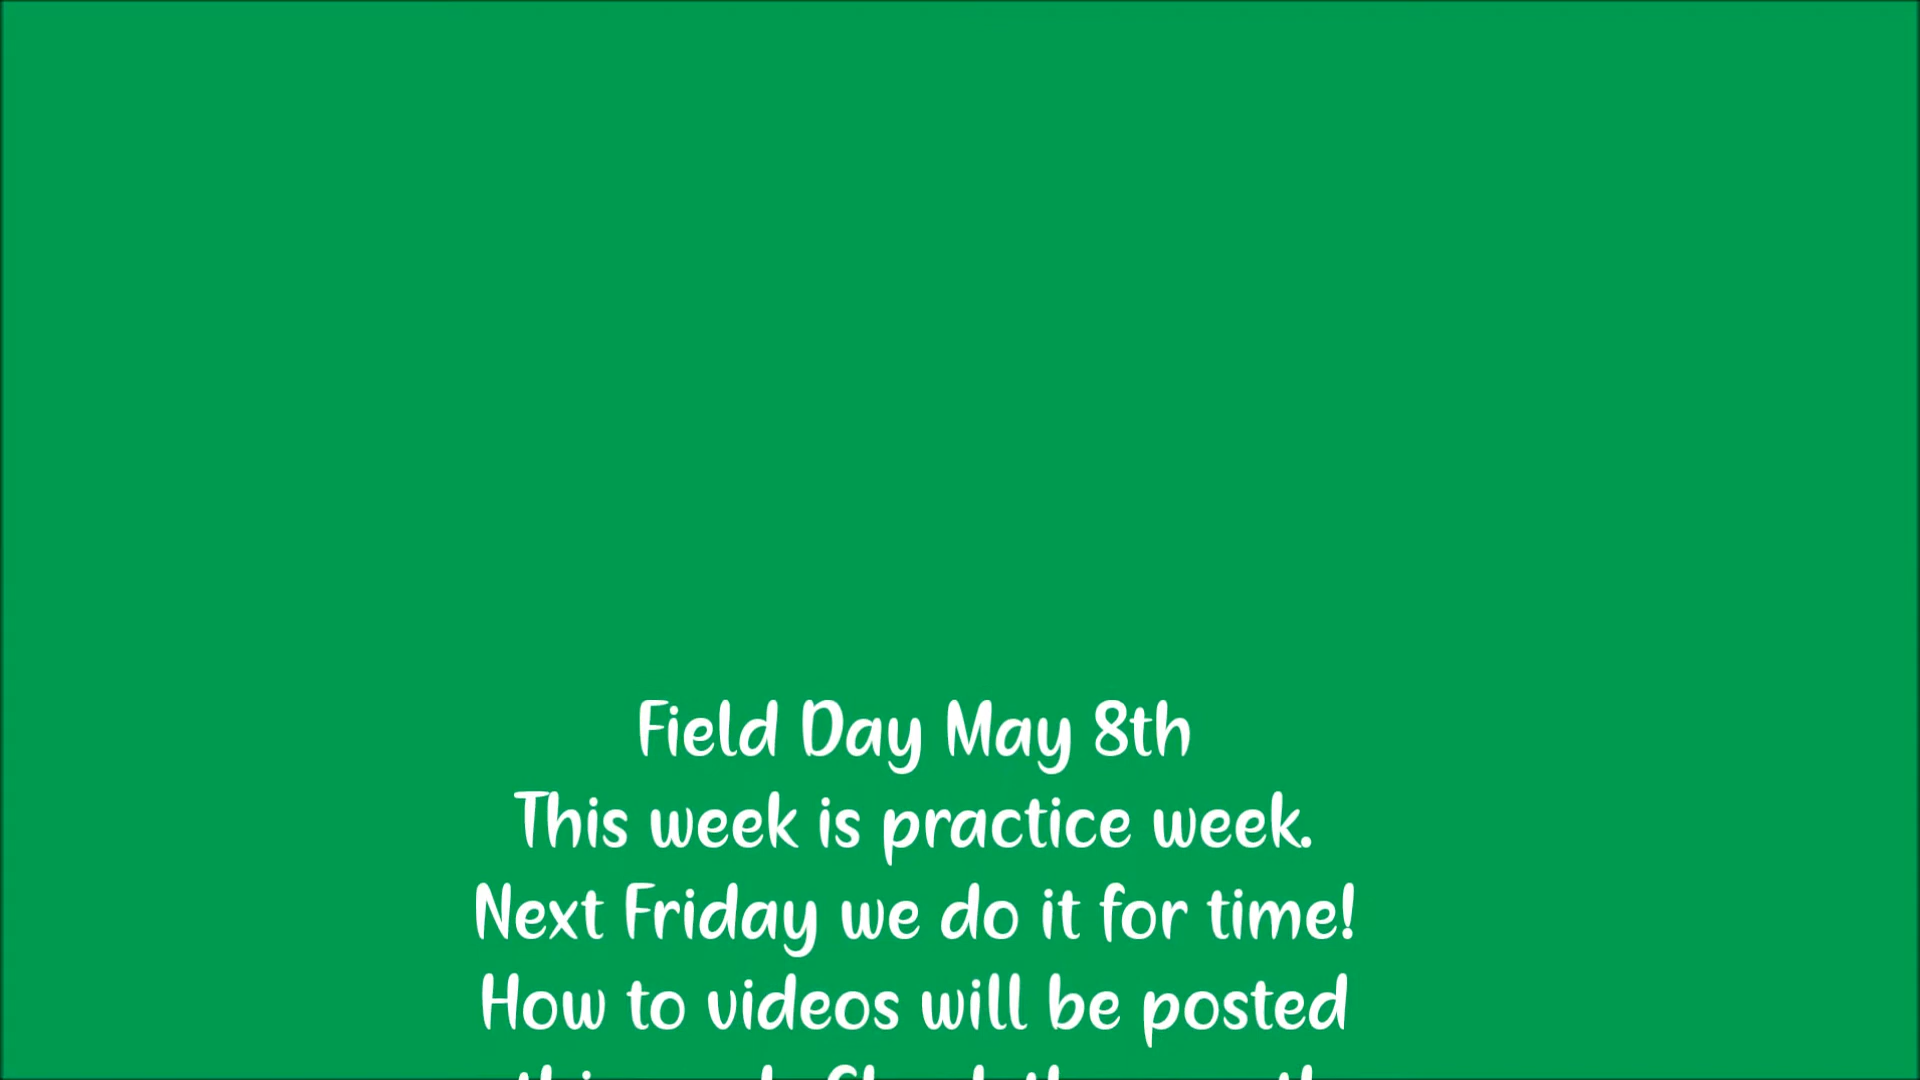 Field Day May 8th
This week is practice week.
Next Friday we do it for time!
How to videos will be posted